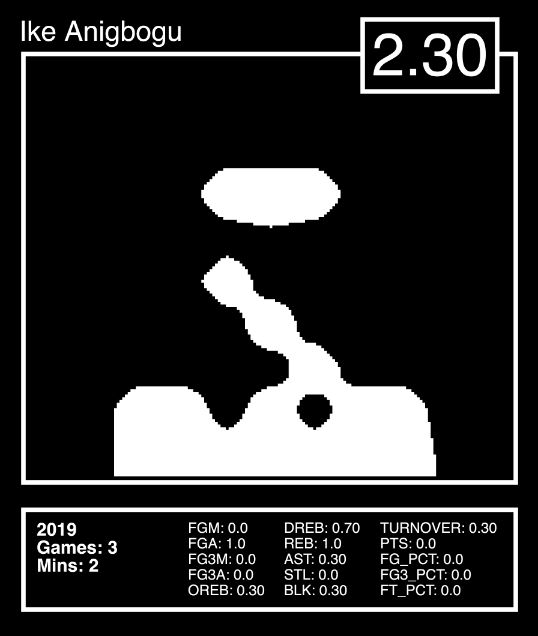 Ike Anigbogu
2.30
2019
Games: 3
Mins: 2
FGM: 0.0
FGA: 1.0
FG3M: 0.0
FG3A: 0.0
OREB: 0.30
DREB: 0.70
REB: 1.0
AST: 0.30
STL: 0.0
BLK: 0.30
TURNOVER: 0.30
PTS: 0.0
FG_PCT: 0.0
FG3_PCT: 0.0
FT_PCT: 0.0